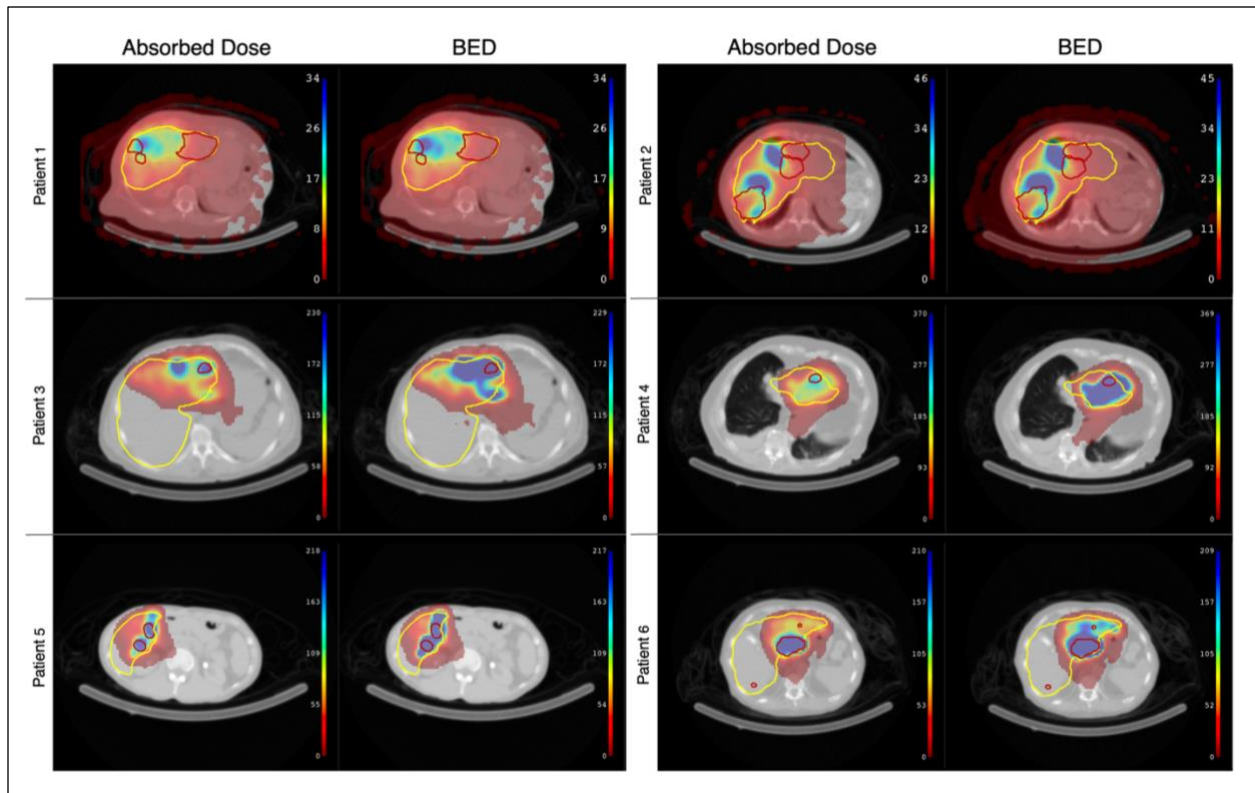 Absorbed Dose BED Absorbed Dose BED
Patient 1
34 26 17 9 0
34 26 17 8 0
Patient 2
46 34 23 12 0
45 34 23 11 0
Patient 3
230 172 115 58 0
229 172 115 57 0
Patient 4
370 277 185 93 0
369 277 185 92 0
Patient 5
218 163 109 55 0
217 163 109 54 0
Patient 6
210 157 105 53 0
209 157 105 52 0